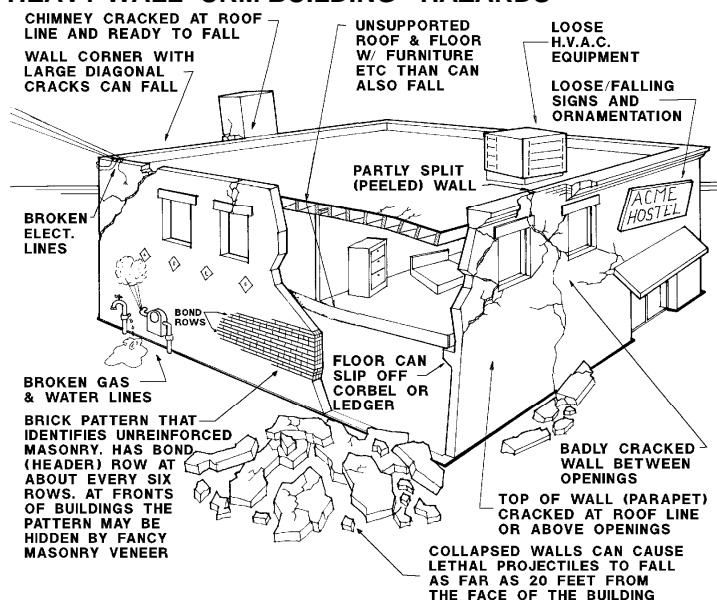 HEAVY WALL URM BUILDING HAZARDS
CHIMNEY CRACKED AT ROOF
LINE AND READY TO FALL
WALL CORNER WITH
LARGE DIAGONAL
CRACKS CAN FALL
UNSUPPORTED
ROOF & FLOOR
W/ FURNITURE
ETC THAN CAN
ALSO FALL
LOOSE
H.V.A.C.
EQUIPMENT
LOOSE/FALLING
SIGNS AND
ORNAMENTATION
PARTLY SPLIT
(PEELED) WALL
ACME
HOSTEL
BROKEN
ELECT.
LINES
BOND
ROWS
FLOOR CAN
SLIP OFF
CORBEL OR
LEDGER
BROKEN GAS
& WATER LINES
BRICK PATTERN THAT
IDENTIFIES UNREINFORCED
MASONRY. HAS BOND
(HEADER) ROW AT
ABOUT EVERY SIX
ROWS. AT FRONTS
OF BUILDINGS THE
PATTERN MAY BE
HIDDEN BY FANCY
MASONRY VENEER
BADLY CRACKED
WALL BETWEEN
OPENINGS
TOP OF WALL (PARAPET)
CRACKED AT ROOF LINE
OR ABOVE OPENINGS
COLLAPSED WALLS CAN CAUSE
LETHAL PROJECTILES TO FALL
AS FAR AS 20 FEET FROM
THE FACE OF THE BUILDING